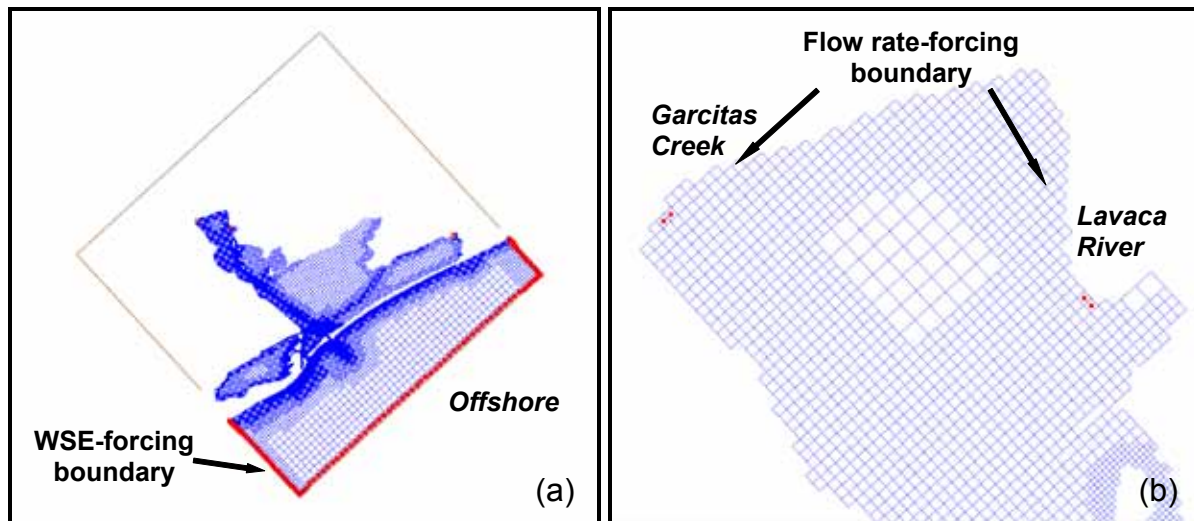 Offshore
WSE-forcing
boundary
(a)
Flow rate-forcing
boundary
Garcitas
Creek
Lavaca
River
(b)